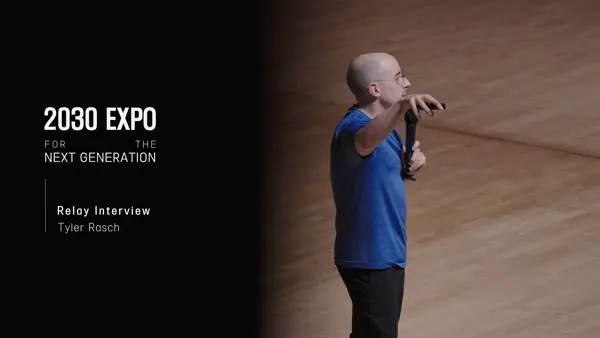 2030 EXPO
FOR THE
NEXT GENERATION
Relay Interview
Tyler Rasch